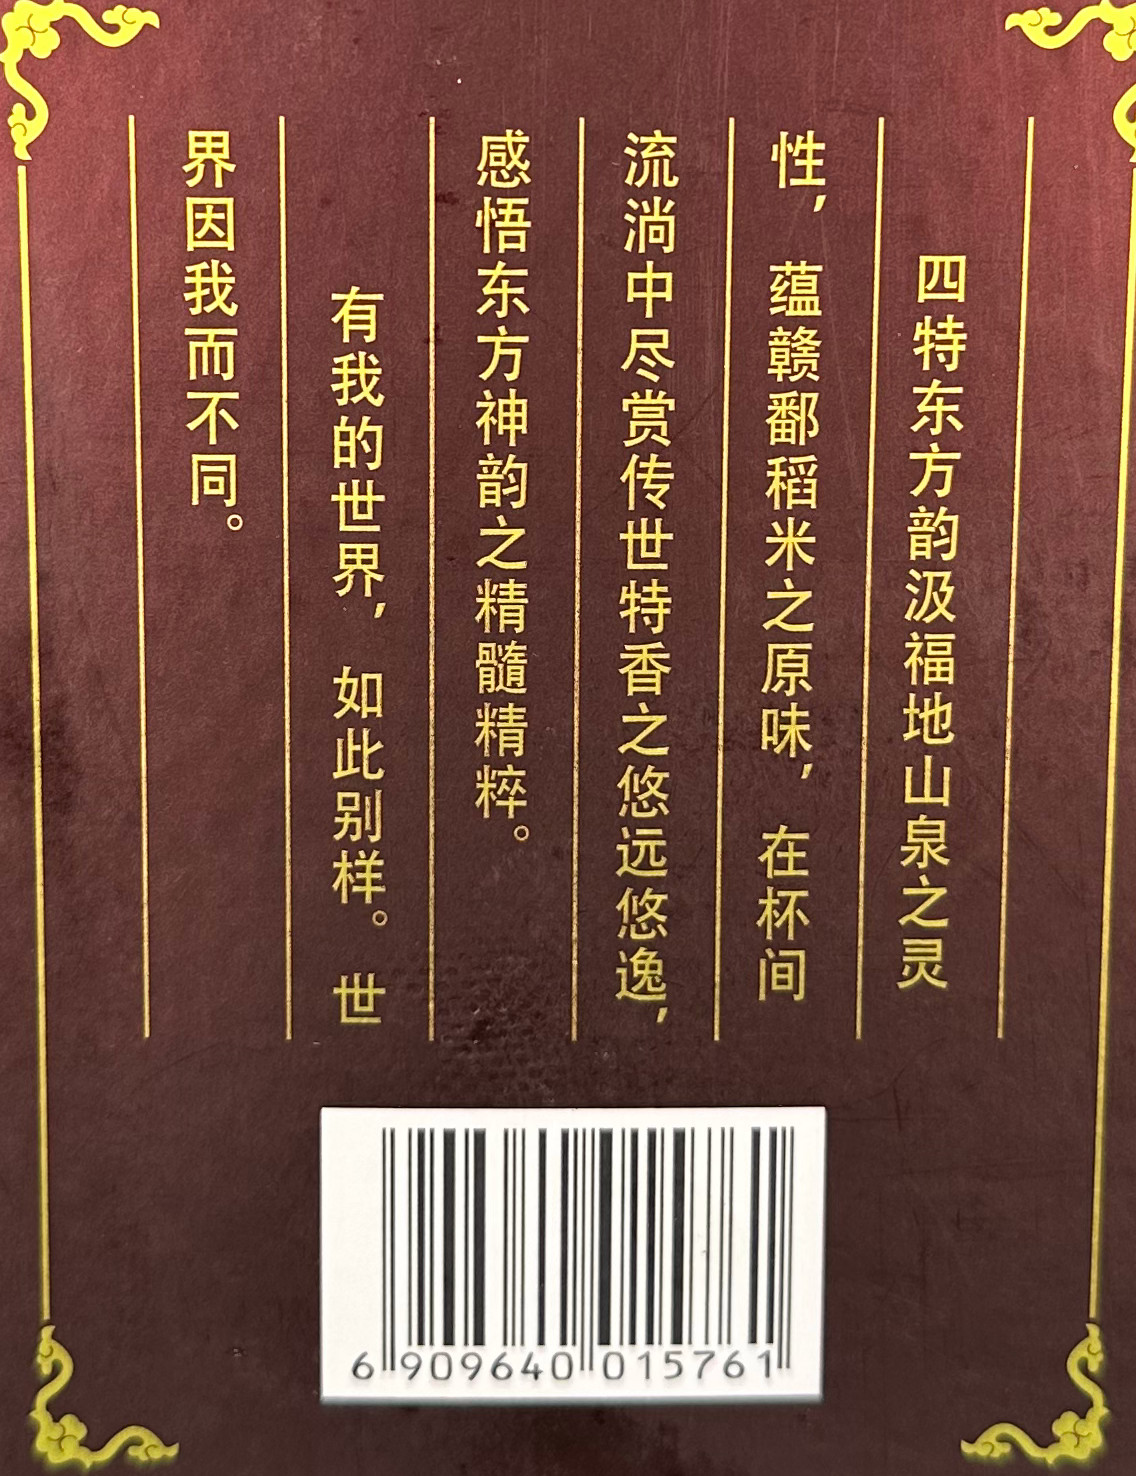 四特东方韵汲福地山泉之灵
性，蕴赣鄱稻米之原味，在杯间
流淌中尽赏传世特香之悠远悠逸，
感悟东方神韵之精髓精粹。
有我的世界，如此别样。世
界因我而不同。
6 909640 015761